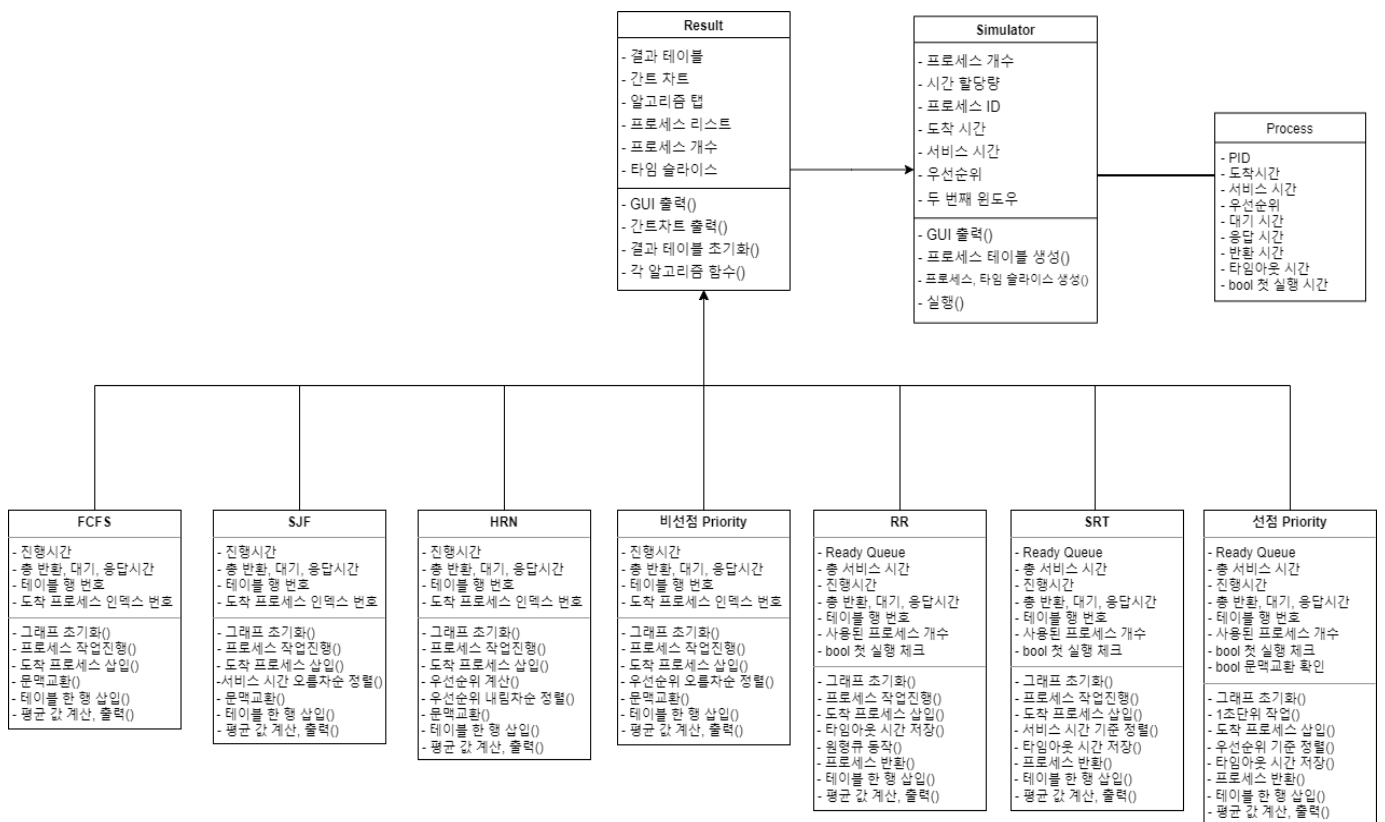 Result
- 결과 테이블
- 간트 차트
- 알고리즘 탭
- 프로세스 리스트
- 프로세스 개수
- 타임 슬라이스
- GUI 출력()
- 간트차트 출력()
- 결과 테이블 초기화()
- 각 알고리즘 함수()
Simulator
- 프로세스 개수
- 시간 할당량
- 프로세스 ID
- 도착 시간
- 서비스 시간
- 우선순위
- 두 번째 윈도우
- GUI 출력()
- 프로세스 테이블 생성()
- 프로세스, 타임 슬라이스 생성()
- 실행()
Process
- PID
- 도착시간
- 서비스 시간
- 우선순위
- 대기 시간
- 응답 시간
- 반환 시간
- 타임아웃 시간
- bool 첫 실행 시간
FCFS
- 진행시간
- 총 반환, 대기, 응답시간
- 테이블 행 번호
- 도착 프로세스 인덱스 번호
- 그래프 초기화()
- 프로세스 작업진행()
- 도착 프로세스 삽입()
- 문맥교환()
- 테이블 한 행 삽입()
- 평균 값 계산, 출력()
SJF
- 진행시간
- 총 반환, 대기, 응답시간
- 테이블 행 번호
- 도착 프로세스 인덱스 번호
- 그래프 초기화()
- 프로세스 작업진행()
- 도착 프로세스 삽입()
-서비스 시간 오름차순 정렬()
- 문맥교환()
- 테이블 한 행 삽입()
- 평균 값 계산, 출력()
HRN
- 진행시간
- 총 반환, 대기, 응답시간
- 테이블 행 번호
- 도착 프로세스 인덱스 번호
- 그래프 초기화()
- 프로세스 작업진행()
- 도착 프로세스 삽입()
- 우선순위 계산()
- 우선순위 내림차순 정렬()
- 문맥교환()
- 테이블 한 행 삽입()
- 평균 값 계산, 출력()
비선점 Priority
- 진행시간
- 총 반환, 대기, 응답시간
- 테이블 행 번호
- 도착 프로세스 인덱스 번호
- 그래프 초기화()
- 프로세스 작업진행()
- 도착 프로세스 삽입()
- 우선순위 오름차순 정렬()
- 문맥교환()
- 테이블 한 행 삽입()
- 평균 값 계산, 출력()
RR
- Ready Queue
- 총 서비스 시간
- 진행시간
- 총 반환, 대기, 응답시간
- 테이블 행 번호
- 사용된 프로세스 개수
- bool 첫 실행 체크
- 그래프 초기화()
- 프로세스 작업진행()
- 도착 프로세스 삽입()
- 타임아웃 시간 저장()
- 원형큐 동작()
- 프로세스 반환()
- 테이블 한 행 삽입()
- 평균 값 계산, 출력()
SRT
- Ready Queue
- 총 서비스 시간
- 진행시간
- 총 반환, 대기, 응답시간
- 테이블 행 번호
- 사용된 프로세스 개수
- bool 첫 실행 체크
- 그래프 초기화()
- 프로세스 작업진행()
- 도착 프로세스 삽입()
- 서비스 시간 기준 정렬()
- 타임아웃 시간 저장()
- 프로세스 반환()
- 테이블 한 행 삽입()
- 평균 값 계산, 출력()
선점 Priority
- Ready Queue
- 총 서비스 시간
- 진행시간
- 총 반환, 대기, 응답시간
- 테이블 행 번호
- 사용된 프로세스 개수
- bool 첫 실행 체크
- bool 문맥교환 확인
- 그래프 초기화()
- 1초단위 작업()
- 도착 프로세스 삽입()
- 우선순위 기준 정렬()
- 타임아웃 시간 저장()
- 프로세스 반환()
- 테이블 한 행 삽입()
- 평균 값 계산, 출력()